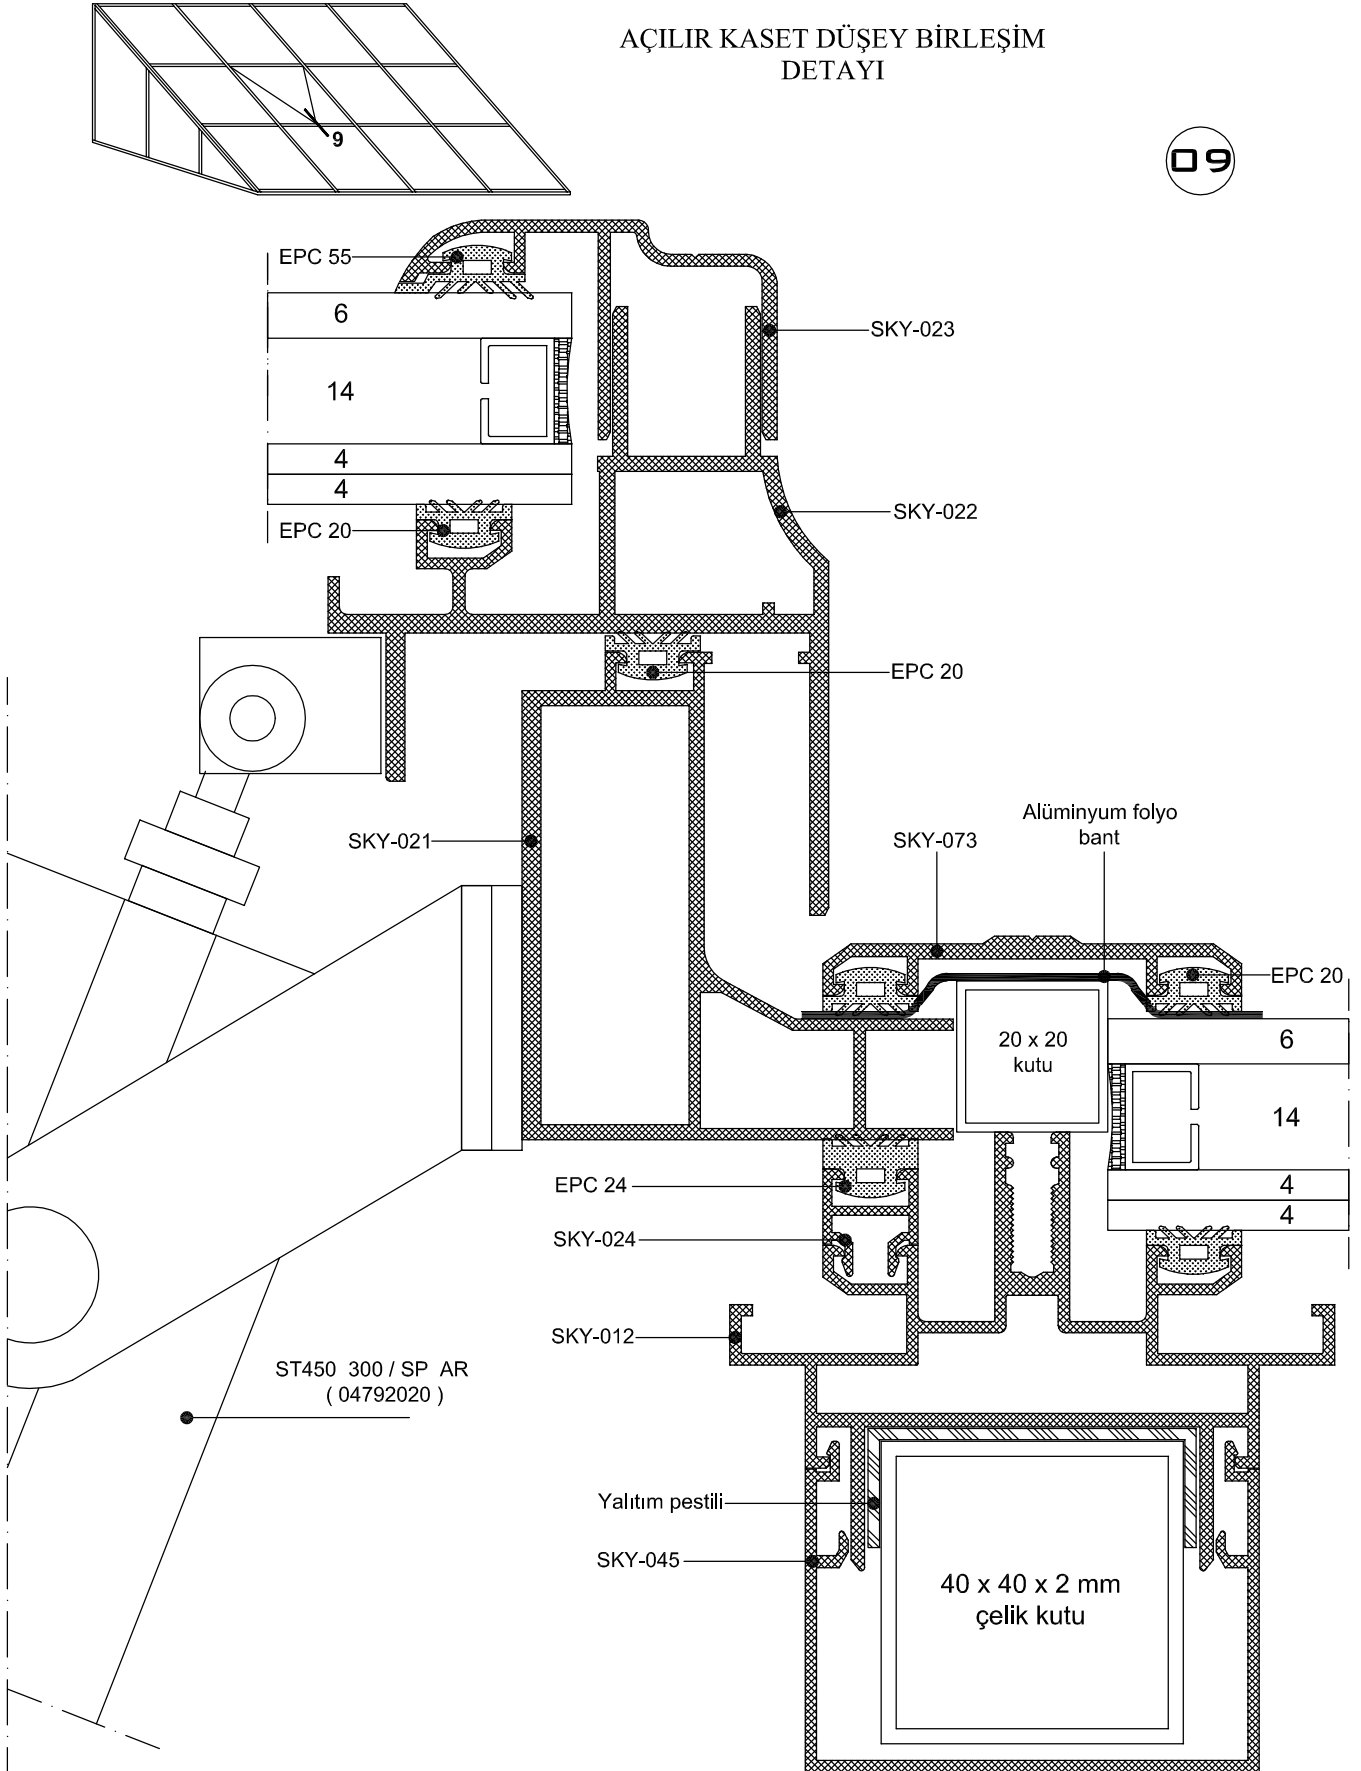 AÇILIR KASET DÜŞEY BİRLEŞİM
DETAYI
9
09
EPC 55
6
SKY-023
14
4
4
SKY-022
EPC 20
EPC 20
SKY-021
SKY-073
Alüminyum folyo
bant
EPC 20
20 x 20
kutu
6
14
EPC 24
4
4
SKY-024
SKY-012
ST450 300 / SP AR
( 04792020 )
Yalıtım pestili
SKY-045
40 x 40 x 2 mm
çelik kutu